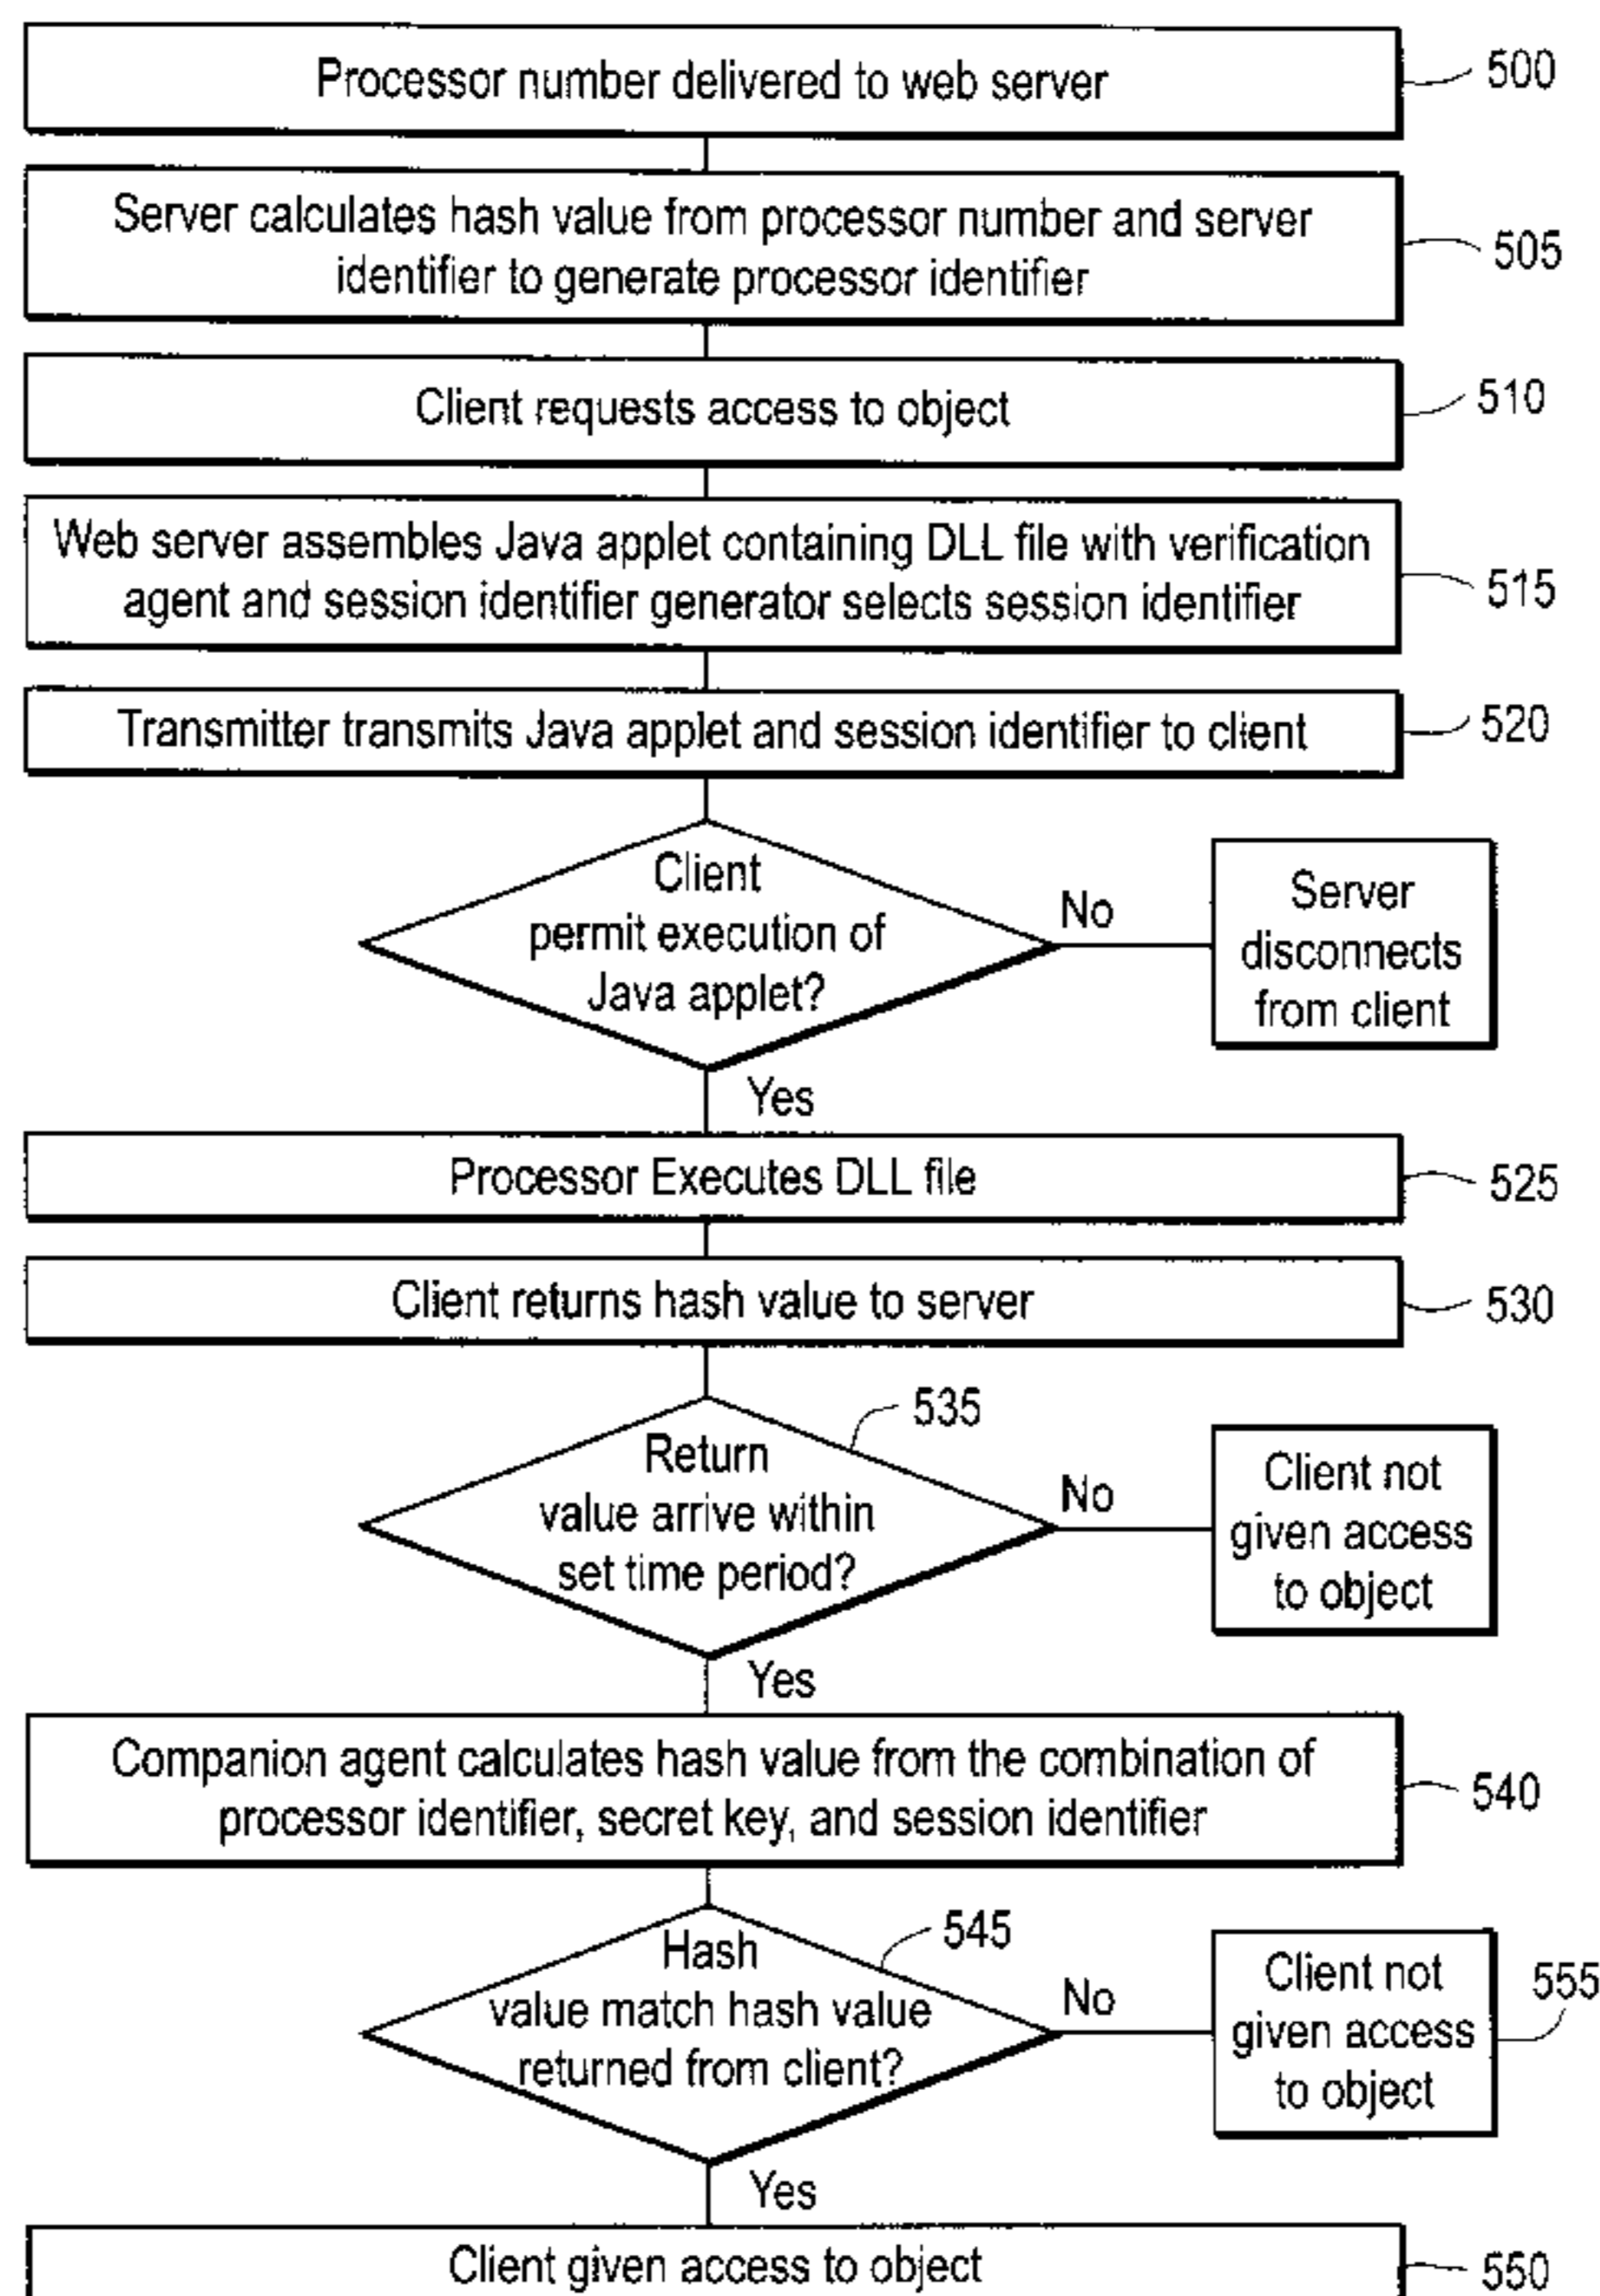 Processor number delivered to web server
500
Server calculates hash value from processor number and server
identifier to generate processor identifier
505
Client requests access to object
510
Web server assembles Java applet containing DLL file with verification
agent and session identifier generator selects session identifier
515
Transmitter transmits Java applet and session identifier to client
520
Client
permit execution of
Java applet?
No
Server
disconnects
from client
Yes
Processor Executes DLL file
525
Client returns hash value to server
530
535
Return
value arrive within
set time period?
No
Client not
given access
to object
Yes
Companion agent calculates hash value from the combination of
processor identifier, secret key, and session identifier
540
545
Hash
value match hash value
returned from client?
No
Client not
given access
to object
555
Yes
Client given access to object
550